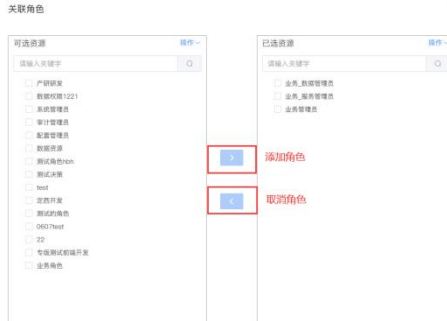 关联角色
可选资源 操作
请输入关键字
产研研发
数据权限1221
系统管理员
审计管理员
配置管理员
数据资源
测试角色hbh
测试决策
test
定西开发
测试的角色
0607test
22
专版测试前端开发
业务角色
添加角色
取消角色
已选资源 操作
请输入关键字
业务_数据管理员
业务_服务管理员
业务管理员